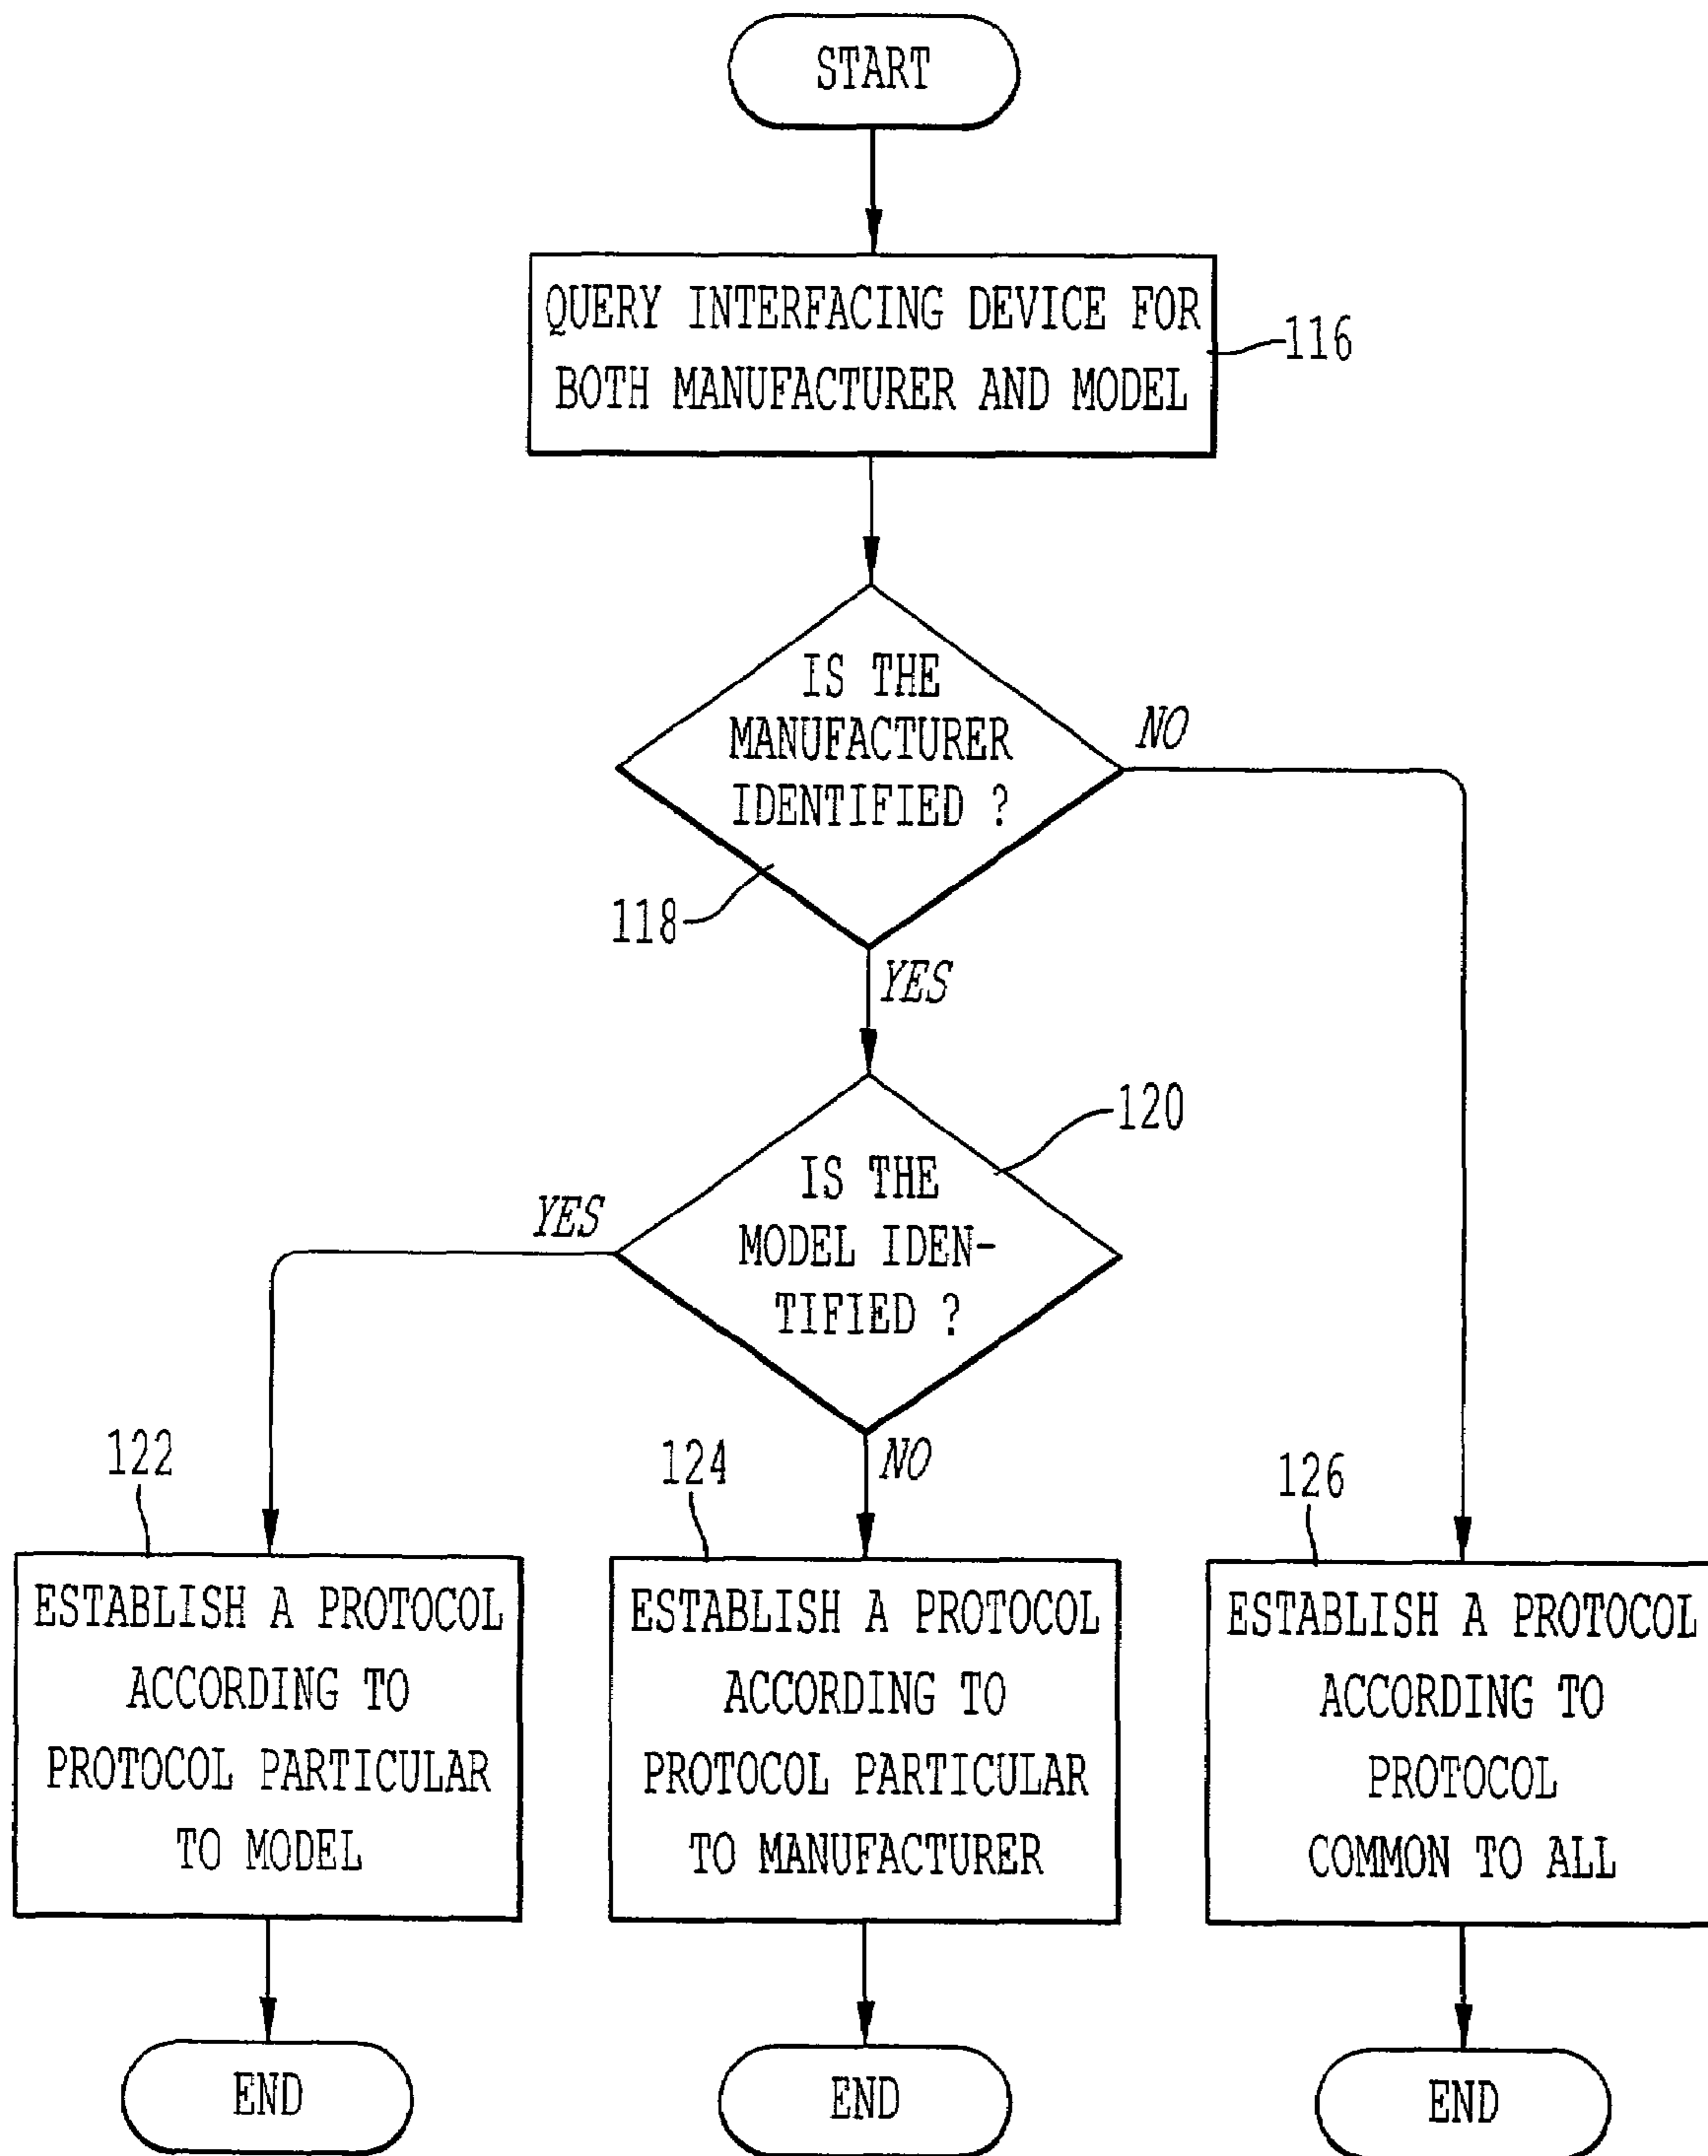 START
QUERY INTERFACING DEVICE FOR
BOTH MANUFACTURER AND MODEL
116
IS THE
MANUFACTURER
IDENTIFIED ?
NO
118
YES
120
IS THE
MODEL IDEN-
TIFIED ?
YES
NO
122
124
126
ESTABLISH A PROTOCOL
ACCORDING TO
PROTOCOL PARTICULAR
TO MODEL
ESTABLISH A PROTOCOL
ACCORDING TO
PROTOCOL PARTICULAR
TO MANUFACTURER
ESTABLISH A PROTOCOL
ACCORDING TO
PROTOCOL
COMMON TO ALL
END
END
END